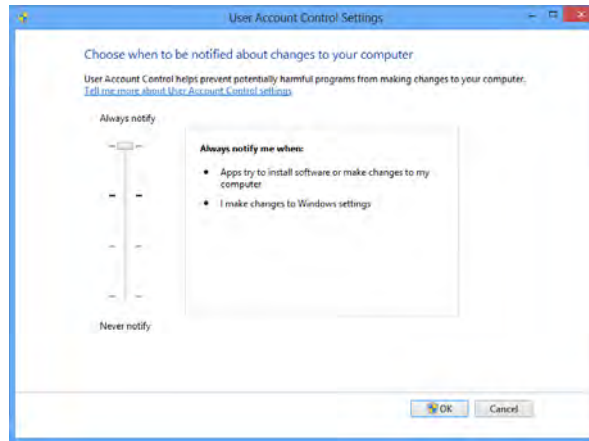 User Account Control Settings
Choose when to be notified about changes to your computer
User Account Control helps prevent potentially harmful programs from making changes to your computer.
Tell me more about User Account Control settings
Always notify
Always notify me when:
Apps try to install software or make changes to my
computer
I make changes to Windows settings
Never notify
OK Cancel